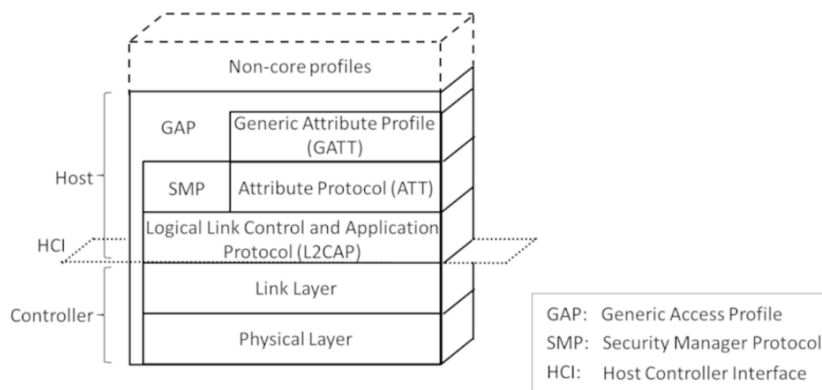 Non-core profiles
GAP
Generic Attribute Profile
(GATT)
Host
SMP
Attribute Protocol (ATT)
Logical Link Control and Application
Protocol (L2CAP)
HCI
Link Layer
Controller
Physical Layer
GAP: Generic Access Profile
SMP: Security Manager Protocol
HCI: Host Controller Interface